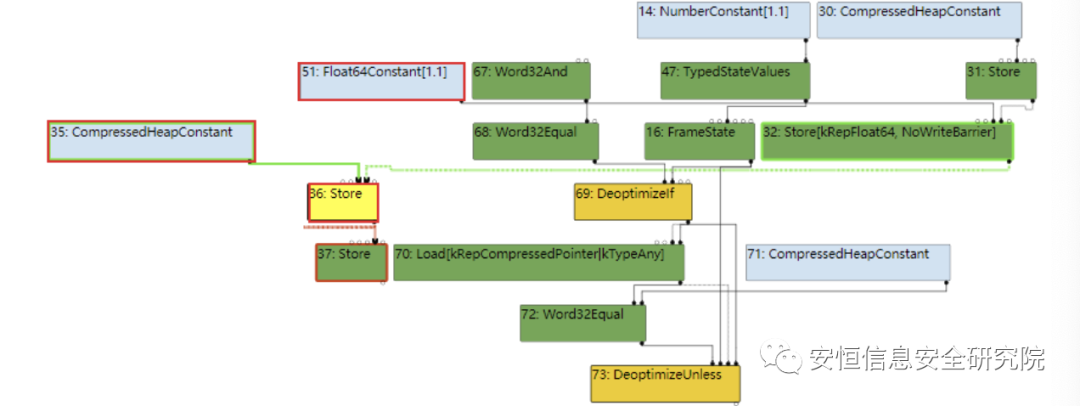 14: NumberConstant[1.1]
30: CompressedHeapConstant
51: Float64Constant[1.1]
67: Word32And
47: TypedStateValues
31: Store
35: CompressedHeapConstant
68: Word32Equal
16: FrameState
32: Store[kRepFloat64, NoWriteBarrier]
36: Store
69: DeoptimizeIf
37: Store
70: Load[kRepCompressedPointer|kTypeAny]
71: CompressedHeapConstant
72: Word32Equal
安恒信息安全研究院
73: DeoptimizeUnless